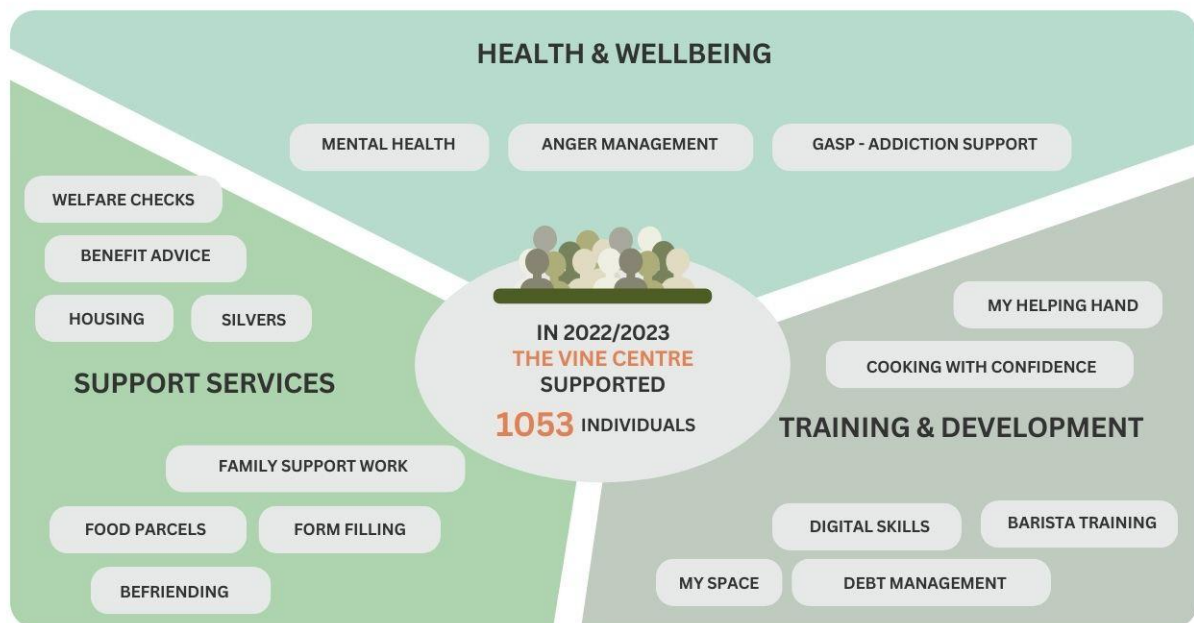 HEALTH & WELLBEING
MENTAL HEALTH
ANGER MANAGEMENT
GASP - ADDICTION SUPPORT
WELFARE CHECKS
BENEFIT ADVICE
HOUSING
SILVERS
SUPPORT SERVICES
FAMILY SUPPORT WORK
FOOD PARCELS
FORM FILLING
BEFRIENDING
IN 2022/2023
THE VINE CENTRE
SUPPORTED
1053 INDIVIDUALS
MY HELPING HAND
COOKING WITH CONFIDENCE
TRAINING & DEVELOPMENT
DIGITAL SKILLS
BARISTA TRAINING
MY SPACE
DEBT MANAGEMENT